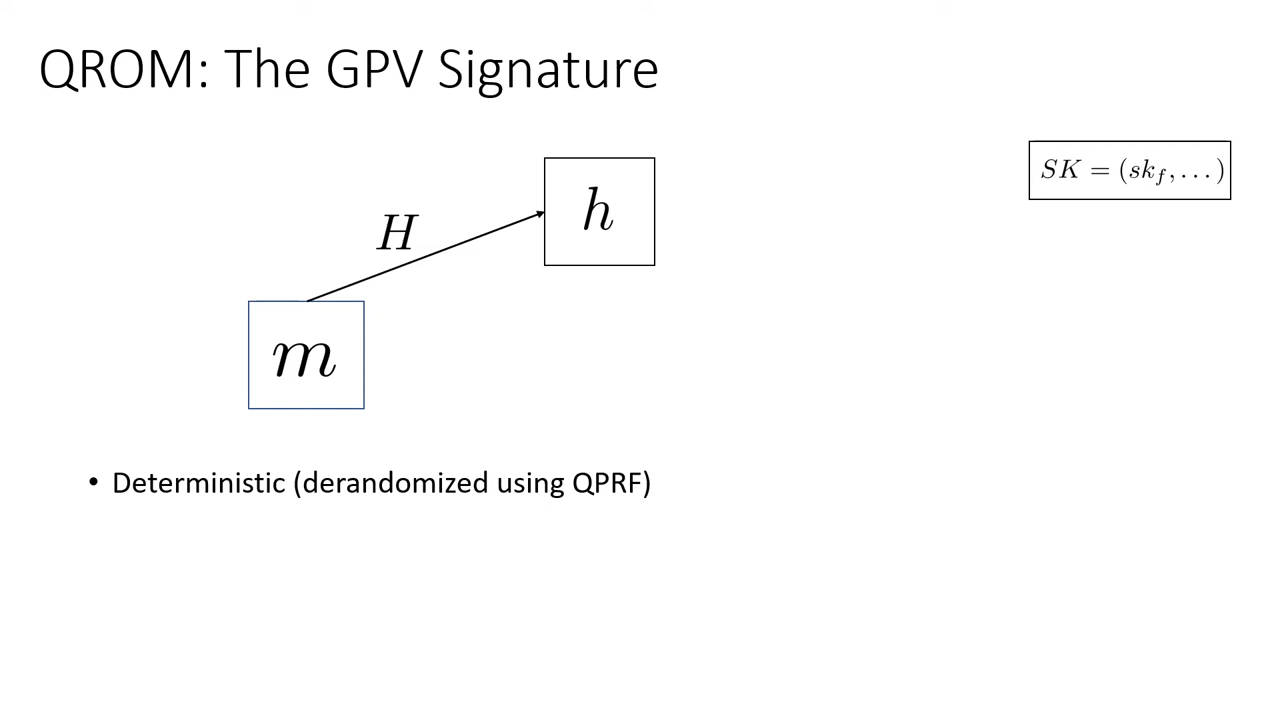 QROM: The GPV Signature
SK = (sk_f, . . . )
h
H
m
• Deterministic (derandomized using QPRF)